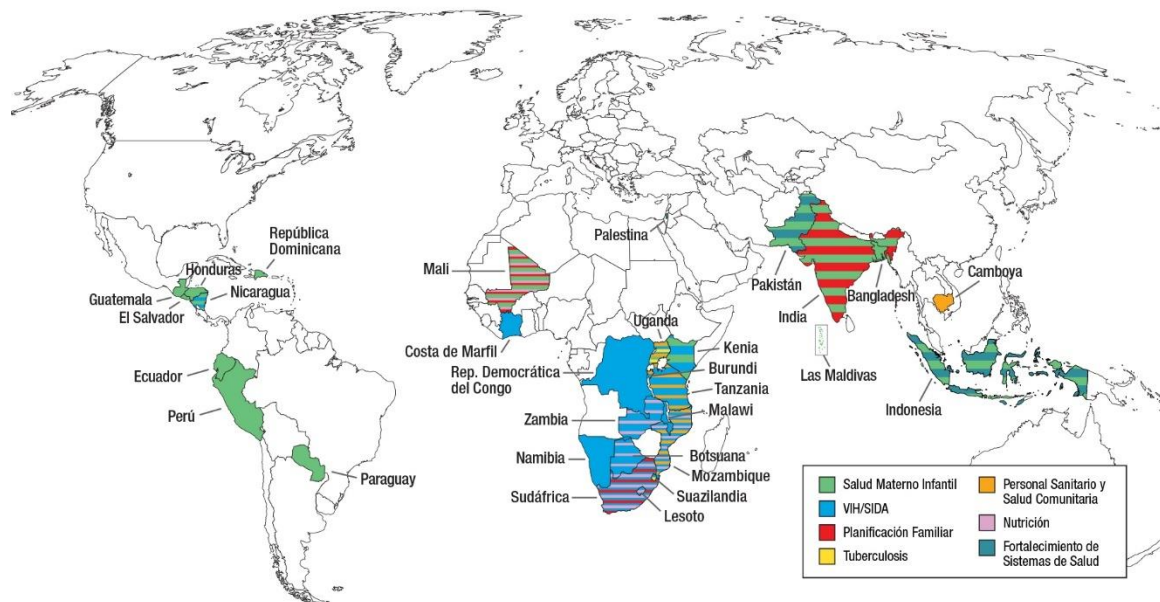 República
Dominicana
Honduras
Guatemala
Nicaragua
El Salvador
Ecuador
Perú
Paraguay
Mali
Costa de Marfil
Palestina
Uganda
Kenia
Rep. Democrática
del Congo
Burundi
Tanzania
Zambia
Malawi
Namibia
Botsuana
Mozambique
Sudáfrica
Suazilandia
Lesoto
Pakistán
India
Bangladesh
Camboya
Las Maldivas
Indonesia
Salud Materno Infantil
VIH/SIDA
Planificación Familiar
Tuberculosis
Personal Sanitario y
Salud Comunitaria
Nutrición
Fortalecimiento de
Sistemas de Salud